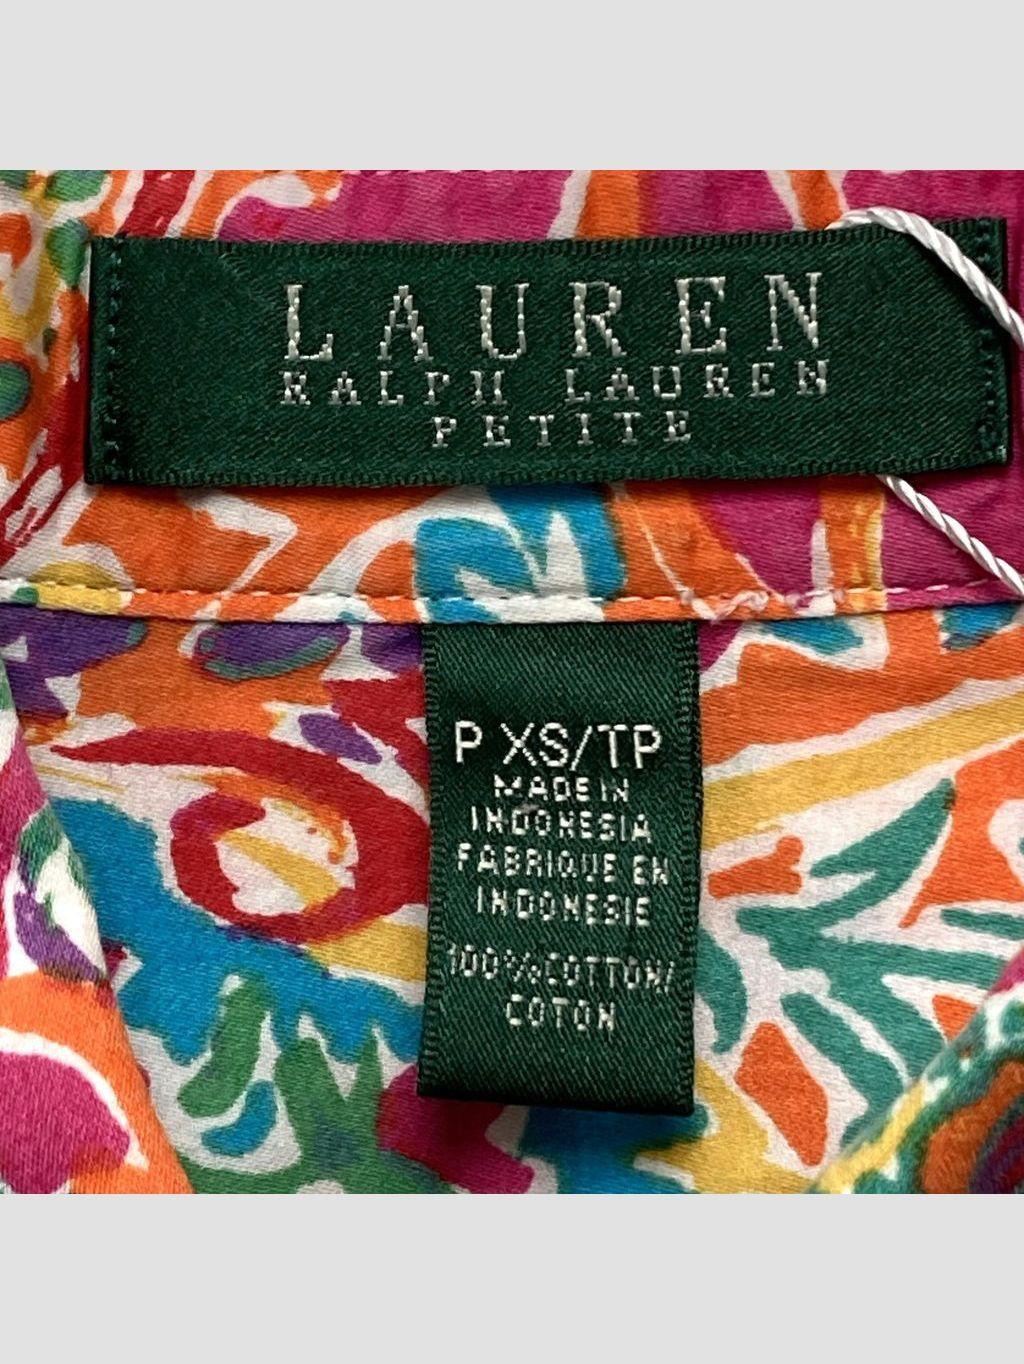 LAUREN
RALPH LAUREN
PETITE
P XS/TP
MADE IN
INDONESIA
FABRIQUE EN
INDONESIE
100%COTTON/
COTON